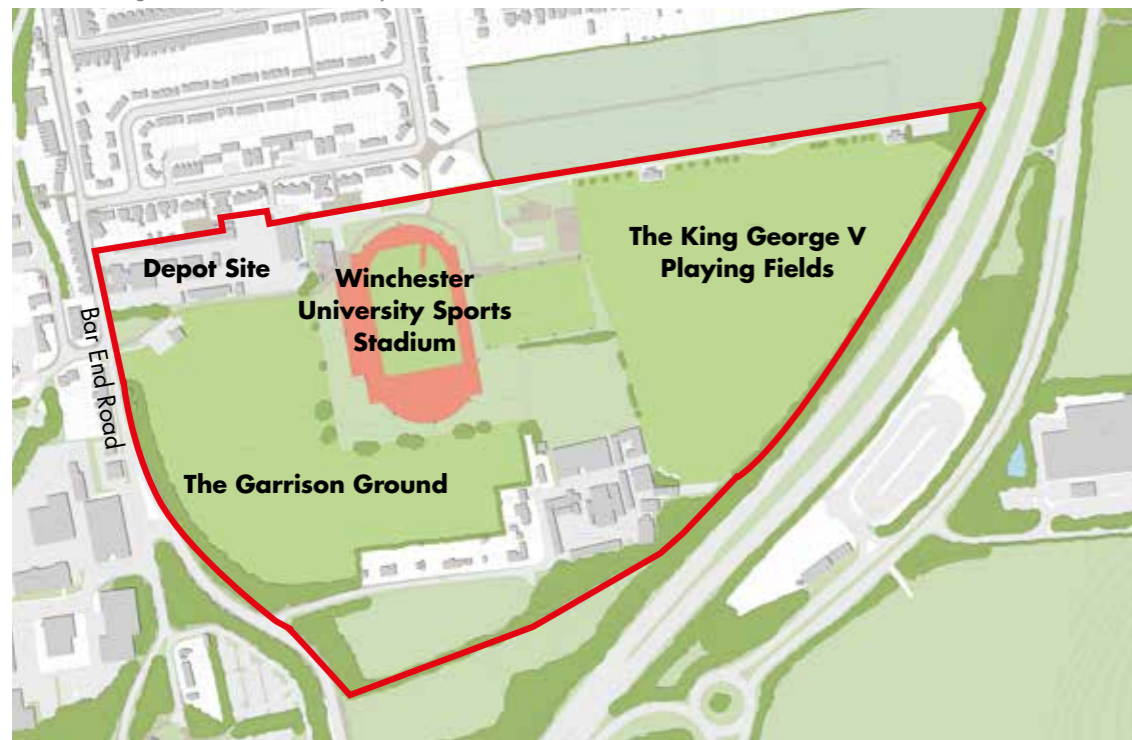 The King George V
Playing Fields
Depot Site
Winchester
University Sports
Stadium
Bar End Road
The Garrison Ground